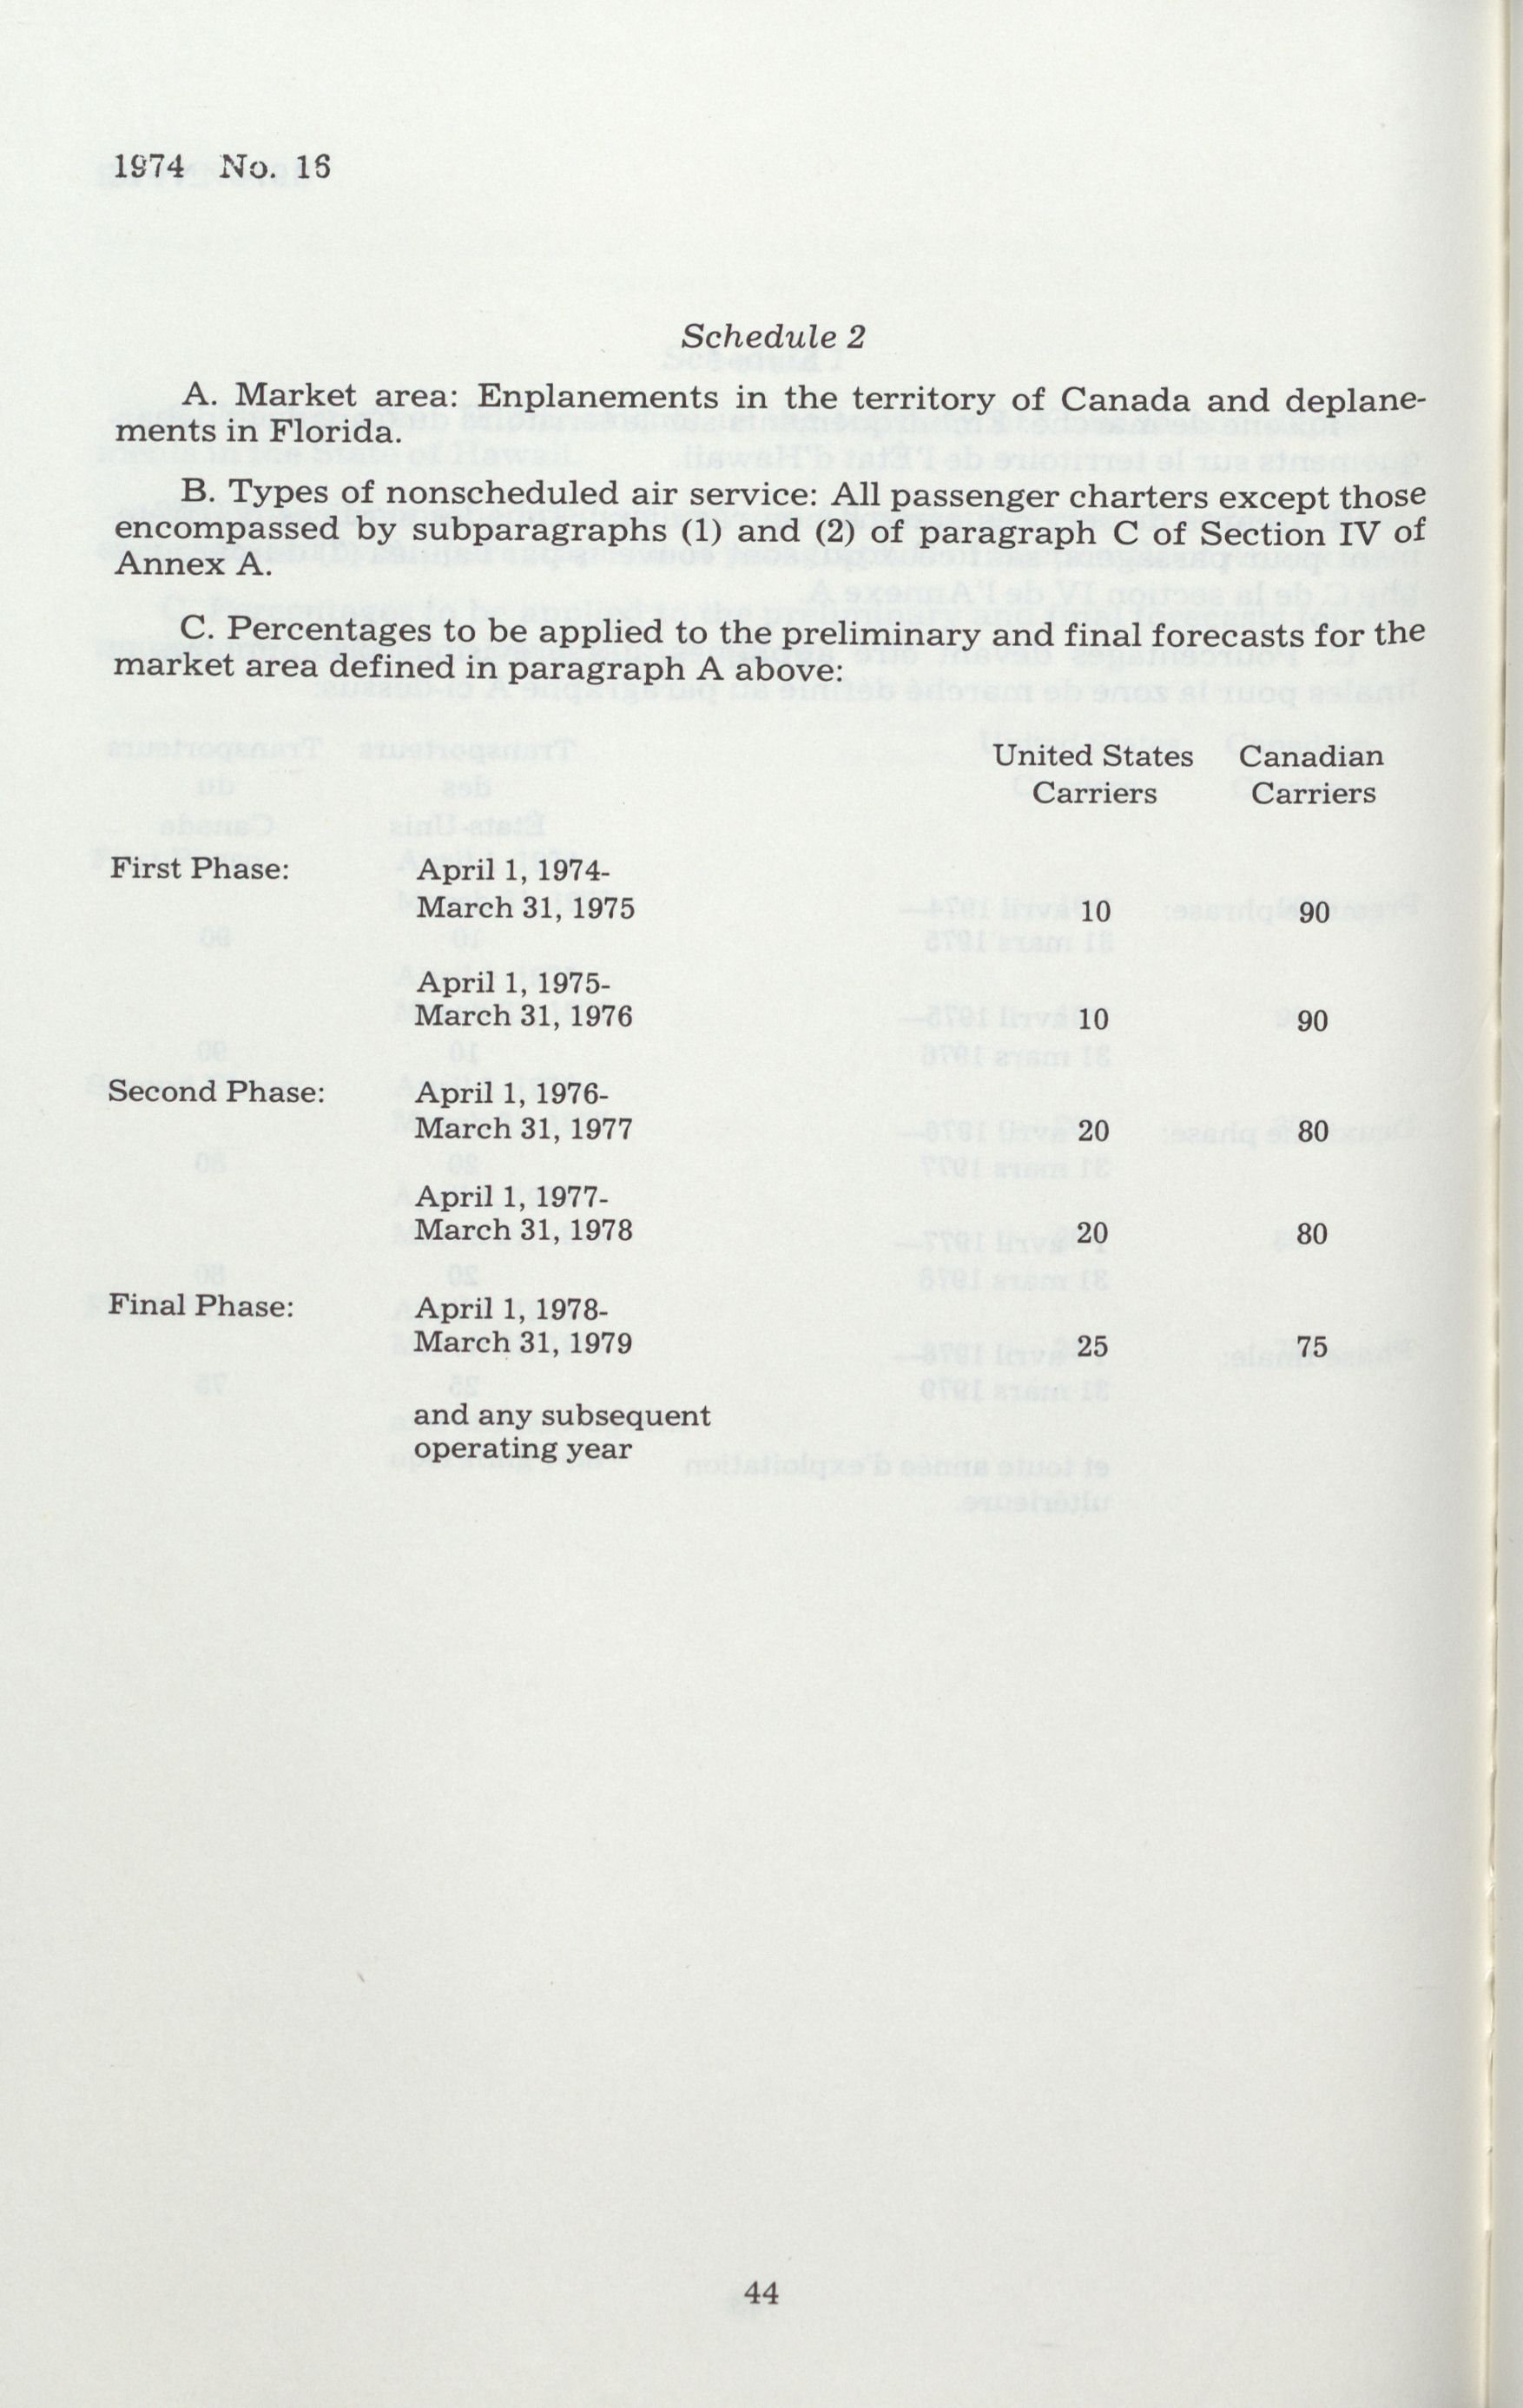 1974 No. 16
Schedule 2
A. Market area: Enplanements in the territory of Canada and deplane-
ments in Florida.
B. Types of nonscheduled air service: All passenger charters except those
encompassed by subparagraphs (1) and (2) of paragraph C of Section IV of
Annex A.
C. Percentages to be applied to the preliminary and final forecasts for the
market area defined in paragraph A above:
United States Canadian
Carriers Carriers
First Phase: April 1, 1974-
March 31, 1975 10 90
April 1, 1975-
March 31, 1976 10 90
Second Phase: April 1, 1976-
March 31, 1977 20 80
April 1, 1977-
March 31, 1978 20 80
Final Phase: April 1, 1978-
March 31, 1979 25 75
and any subsequent
operating year
44